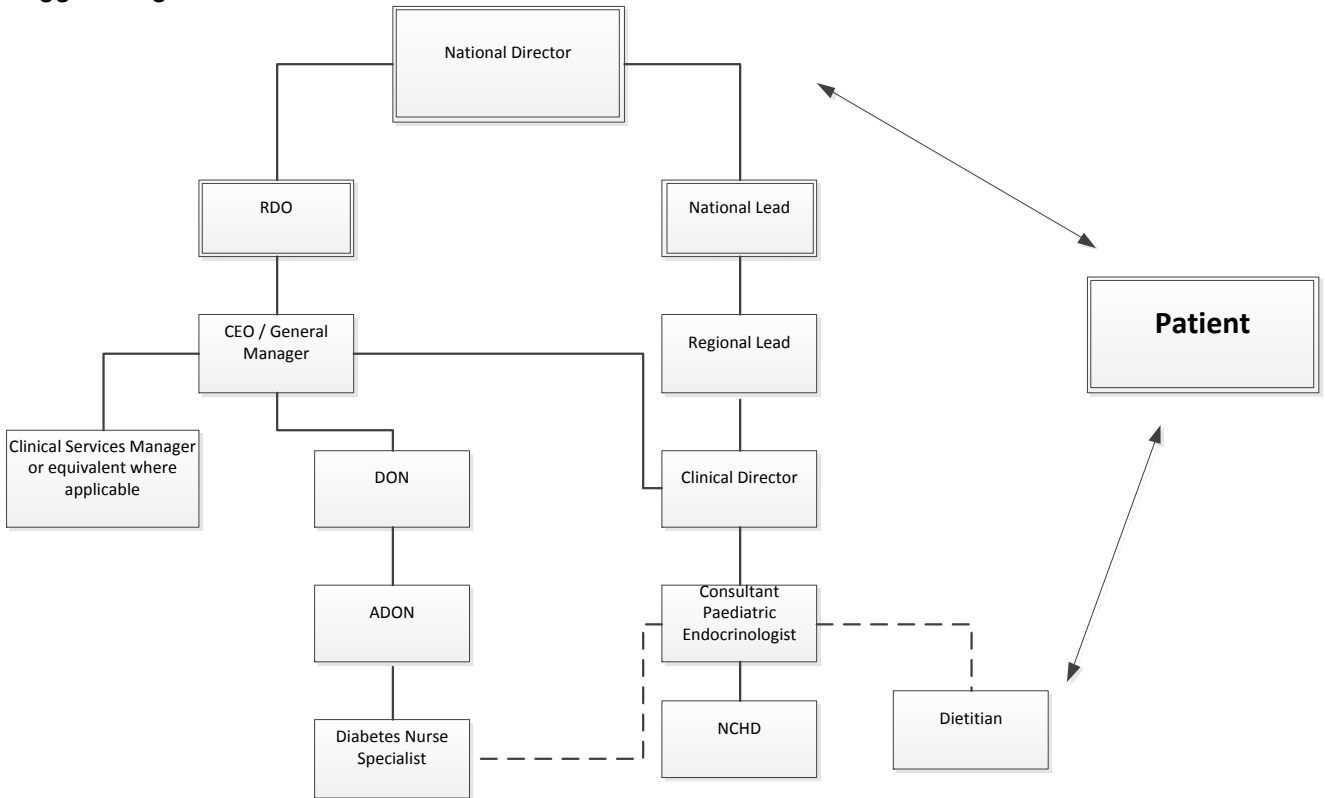 National Director
RDO
National Lead
Patient
CEO / General
Manager
Regional Lead
Clinical Services Manager
or equivalent where
applicable
DON
Clinical Director
ADON
Consultant
Paediatric
Endocrinologist
Diabetes Nurse
Specialist
NCHD
Dietitian